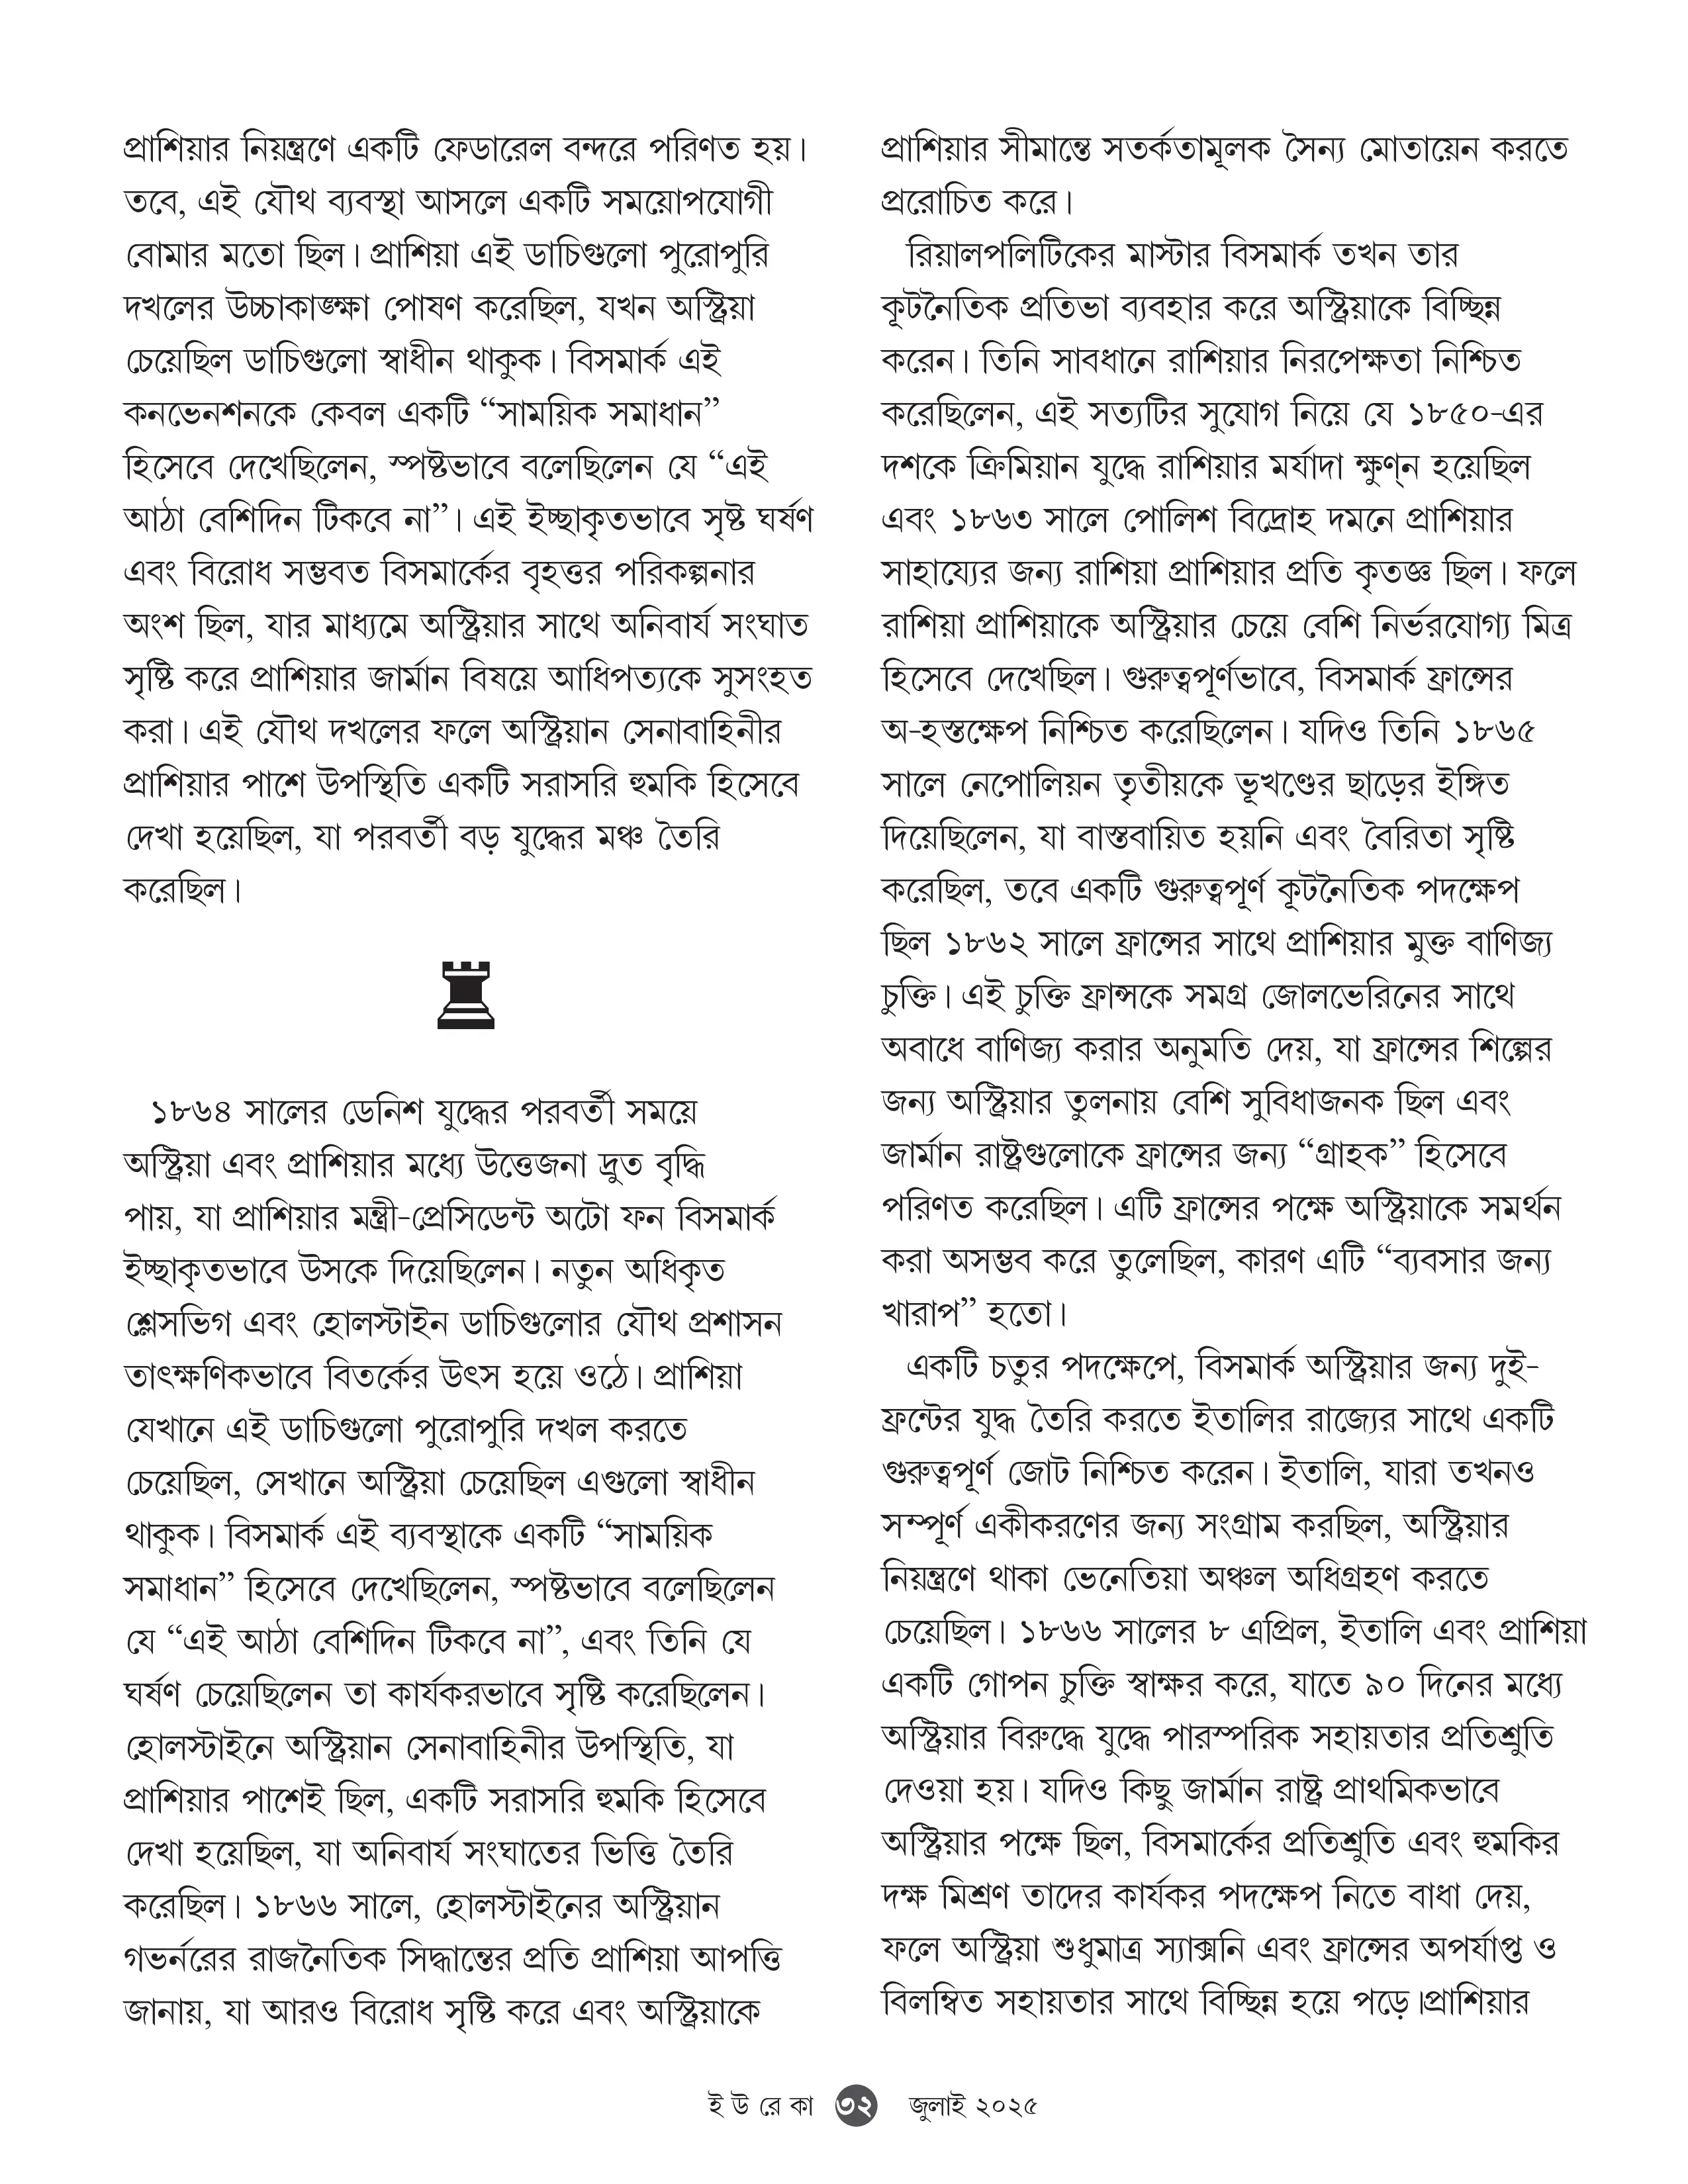 প্রাশিয়ার নিয়ন্ত্রণে একটি ফেডারেল বন্দরে পরিণত হয়।
তবে, এই যৌথ ব্যবস্থা আসলে একটি সময়োপযোগী
বোমার মতো ছিল। প্রাশিয়া এই ডাচিগুলো পুরোপুরি
দখলের উচ্চাকাঙ্ক্ষা পোষণ করেছিল, যখন অস্ট্রিয়া
চেয়েছিল ডাচিগুলো স্বাধীন থাকুক। বিসমার্ক এই
কনভেনশনকে কেবল একটি “সাময়িক সমাধান”
হিসেবে দেখেছিলেন, স্পষ্টভাবে বলেছিলেন যে “এই
আঠা বেশিদিন টিকবে না”। এই ইচ্ছাকৃতভাবে সৃষ্ট ঘর্ষণ
এবং বিরোধ সম্ভবত বিসমার্কের বৃহত্তর পরিকল্পনার
অংশ ছিল, যার মাধ্যমে অস্ট্রিয়ার সাথে অনিবার্য সংঘাত
সৃষ্টি করে প্রাশিয়ার জার্মান বিষয়ে আধিপত্যকে সুসংহত
করা। এই যৌথ দখলের ফলে অস্ট্রিয়ান সেনাবাহিনীর
প্রাশিয়ার পাশে উপস্থিতি একটি সরাসরি হুমকি হিসেবে
দেখা হয়েছিল, যা পরবর্তী বড় যুদ্ধের মঞ্চ তৈরি
করেছিল।
১৮৬৪ সালের ডেনিশ যুদ্ধের পরবর্তী সময়ে
অস্ট্রিয়া এবং প্রাশিয়ার মধ্যে উত্তেজনা দ্রুত বৃদ্ধি
পায়, যা প্রাশিয়ার মন্ত্রী-প্রেসিডেন্ট অটো ফন বিসমার্ক
ইচ্ছাকৃতভাবে উসকে দিয়েছিলেন। নতুন অধিকৃত
শ্লেসভিগ এবং হোলস্টাইন ডাচিগুলোর যৌথ প্রশাসন
তাৎক্ষণিকভাবে বিতর্কের উৎস হয়ে ওঠে। প্রাশিয়া
যেখানে এই ডাচিগুলো পুরোপুরি দখল করতে
চেয়েছিল, সেখানে অস্ট্রিয়া চেয়েছিল এগুলো স্বাধীন
থাকুক। বিসমার্ক এই ব্যবস্থাকে একটি “সাময়িক
সমাধান” হিসেবে দেখেছিলেন, স্পষ্টভাবে বলেছিলেন
যে “এই আঠা বেশিদিন টিকবে না”, এবং তিনি যে
ঘর্ষণ চেয়েছিলেন তা কার্যকরভাবে সৃষ্টি করেছিলেন।
হোলস্টাইনে অস্ট্রিয়ান সেনাবাহিনীর উপস্থিতি, যা
প্রাশিয়ার পাশেই ছিল, একটি সরাসরি হুমকি হিসেবে
দেখা হয়েছিল, যা অনিবার্য সংঘাতের ভিত্তি তৈরি
করেছিল। ১৮৬৬ সালে, হোলস্টাইনের অস্ট্রিয়ান
গভর্নরের রাজনৈতিক সিদ্ধান্তের প্রতি প্রাশিয়া আপত্তি
জানায়, যা আরও বিরোধ সৃষ্টি করে এবং অস্ট্রিয়াকে
প্রাশিয়ার সীমান্তে সতর্কতামূলক সৈন্য মোতায়েন করতে
প্ররোচিত করে।
রিয়ালপলিটিকের মাস্টার বিসমার্ক তখন তার
কূটনৈতিক প্রতিভা ব্যবহার করে অস্ট্রিয়াকে বিচ্ছিন্ন
করেন। তিনি সাবধানে রাশিয়ার নিরপেক্ষতা নিশ্চিত
করেছিলেন, এই সত্যটির সুযোগ নিয়ে যে ১৮৫০-এর
দশকে ক্রিমিয়ান যুদ্ধে রাশিয়ার মর্যাদা ক্ষুণ্ন হয়েছিল
এবং ১৮৬৩ সালে পোলিশ বিদ্রোহ দমনে প্রাশিয়ার
সাহায্যের জন্য রাশিয়া প্রাশিয়ার প্রতি কৃতজ্ঞ ছিল। ফলে
রাশিয়া প্রাশিয়াকে অস্ট্রিয়ার চেয়ে বেশি নির্ভরযোগ্য মিত্র
হিসেবে দেখেছিল। গুরুত্বপূর্ণভাবে, বিসমার্ক ফ্রান্সের
অ-হস্তক্ষেপ নিশ্চিত করেছিলেন। যদিও তিনি ১৮৬৫
সালে নেপোলিয়ন তৃতীয়কে ভূখণ্ডের ছাড়ের ইঙ্গিত
দিয়েছিলেন, যা বাস্তবায়িত হয়নি এবং বৈরিতা সৃষ্টি
করেছিল, তবে একটি গুরুত্বপূর্ণ কূটনৈতিক পদক্ষেপ
ছিল ১৮৬২ সালে ফ্রান্সের সাথে প্রাশিয়ার মুক্ত বাণিজ্য
চুক্তি। এই চুক্তি ফ্রান্সকে সমগ্র জোলভেরিনের সাথে
অবাধে বাণিজ্য করার অনুমতি দেয়, যা ফ্রান্সের শিল্পের
জন্য অস্ট্রিয়ার তুলনায় বেশি সুবিধাজনক ছিল এবং
জার্মান রাষ্ট্রগুলোকে ফ্রান্সের জন্য “গ্রাহক” হিসেবে
পরিণত করেছিল। এটি ফ্রান্সের পক্ষে অস্ট্রিয়াকে সমর্থন
করা অসম্ভব করে তুলেছিল, কারণ এটি “ব্যবসার জন্য
খারাপ” হতো।
একটি চতুর পদক্ষেপে, বিসমার্ক অস্ট্রিয়ার জন্য দুই-
ফ্রন্টের যুদ্ধ তৈরি করতে ইতালির রাজ্যের সাথে একটি
গুরুত্বপূর্ণ জোট নিশ্চিত করেন। ইতালি, যারা তখনও
সম্পূর্ণ একীকরণের জন্য সংগ্রাম করছিল, অস্ট্রিয়ার
নিয়ন্ত্রণে থাকা ভেনেতিয়া অঞ্চল অধিগ্রহণ করতে
চেয়েছিল। ১৮৬৬ সালের ৮ এপ্রিল, ইতালি এবং প্রাশিয়া
একটি গোপন চুক্তি স্বাক্ষর করে, যাতে ৯০ দিনের মধ্যে
অস্ট্রিয়ার বিরুদ্ধে যুদ্ধে পারস্পরিক সহায়তার প্রতিশ্রুতি
দেওয়া হয়। যদিও কিছু জার্মান রাষ্ট্র প্রাথমিকভাবে
অস্ট্রিয়ার পক্ষে ছিল, বিসমার্কের প্রতিশ্রুতি এবং হুমকির
দক্ষ মিশ্রণ তাদের কার্যকর পদক্ষেপ নিতে বাধা দেয়,
ফলে অস্ট্রিয়া শুধুমাত্র স্যাক্সনি এবং ফ্রান্সের অপর্যাপ্ত ও
বিলম্বিত সহায়তার সাথে বিচ্ছিন্ন হয়ে পড়ে।প্রাশিয়ার
ই উ রে কা ৩২ জুলাই ২০২৫